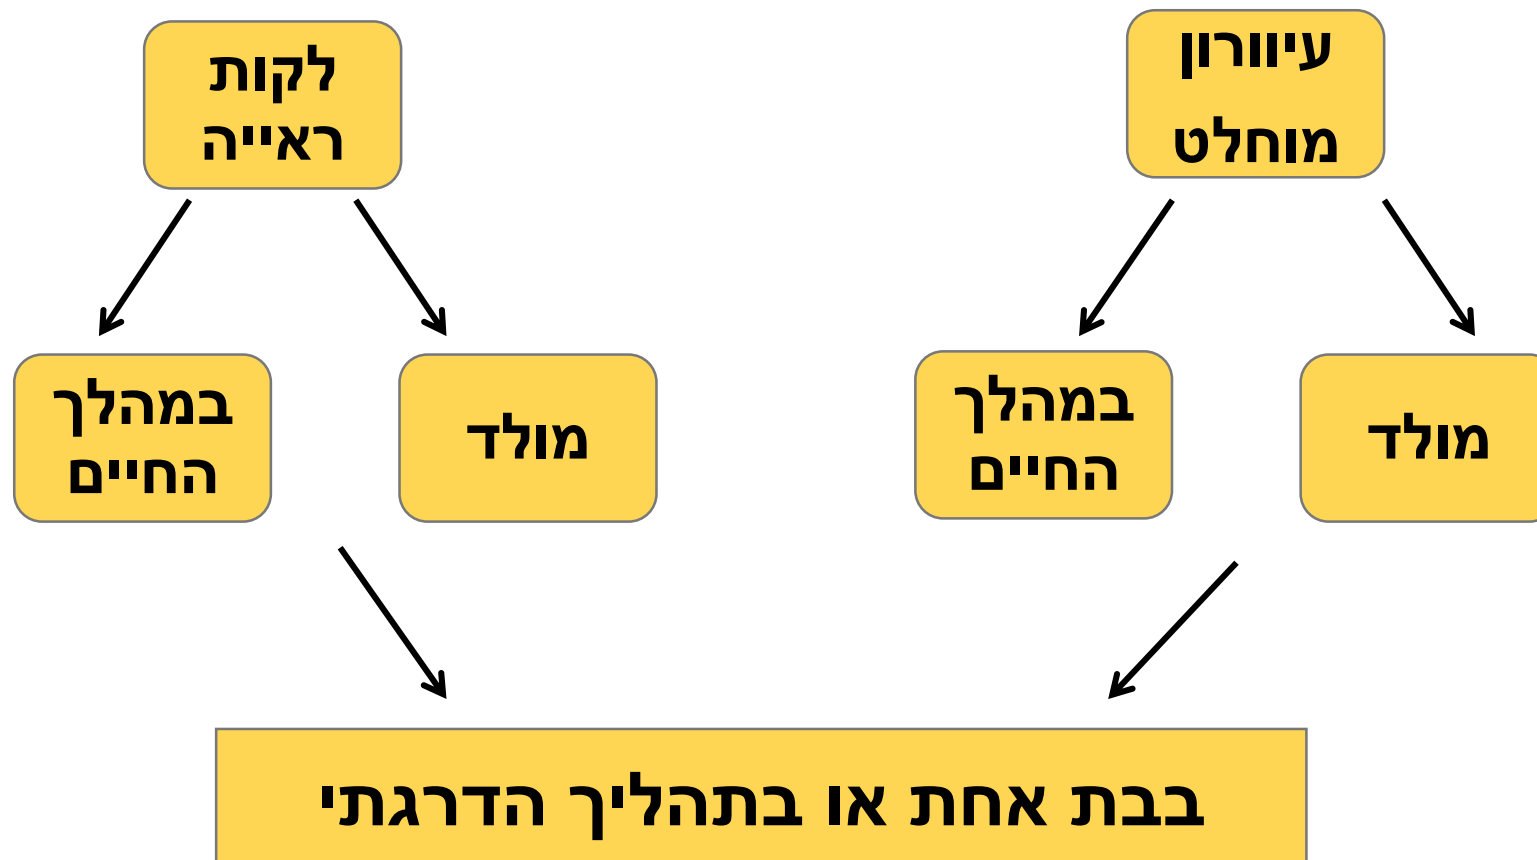 עיוורון
מוחלט
לקות
ראייה
מולד
במהלך
החיים
מולד
במהלך
החיים
בבת אחת או בתהליך הדרגתי